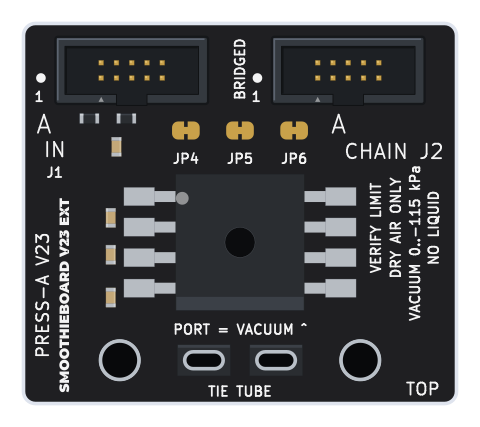 BRIDGED
1
1
A
A
IN
CHAIN J2
J1
JP4
JP5
JP6
VERIFY LIMIT
DRY AIR ONLY
VACUUM 0..-115 kPa
NO LIQUID
PRESS-A V23
SMOOTHIEBOARD V23 EXT
PORT = VACUUM ^
TIE TUBE
TOP